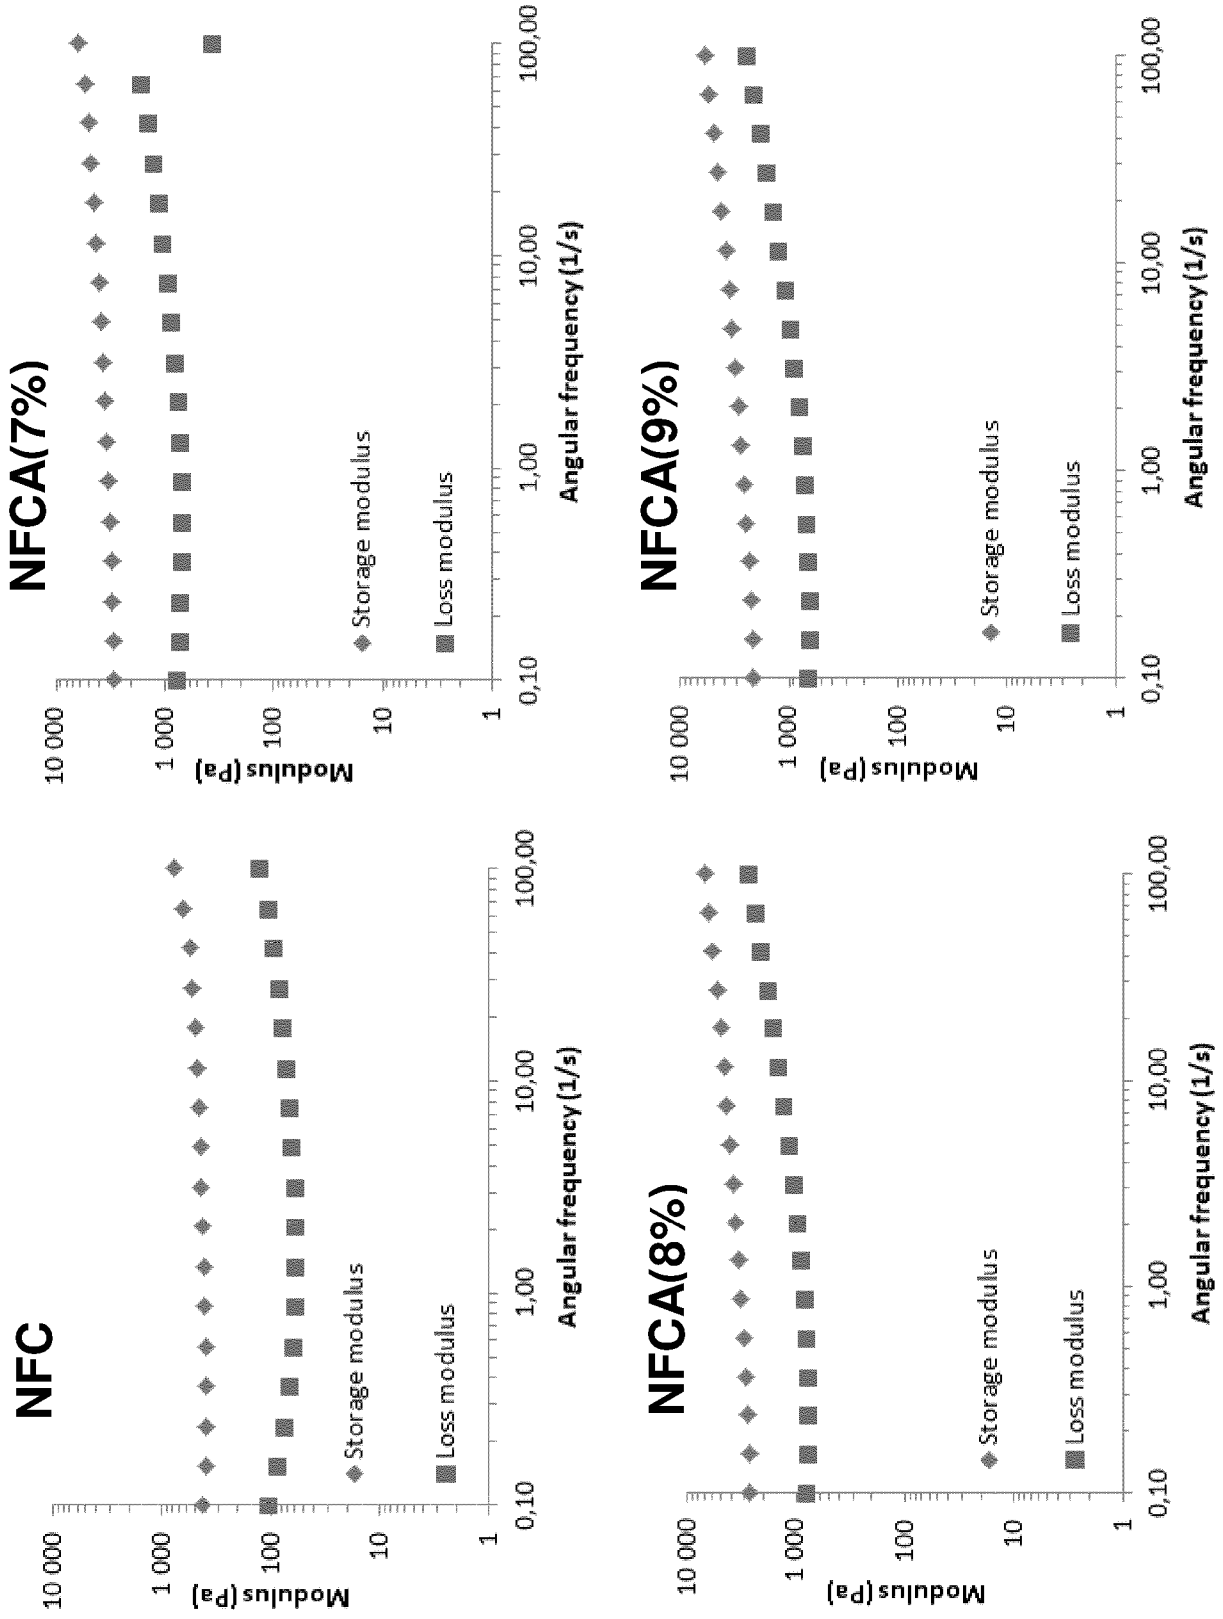 NFC
10 000
1 000
100
10
1
Modulus (Pa)
Storage modulus
Loss modulus
0,10
1,00
10,00
100,00
Angular frequency (1/s)
NFCA(7%)
10 000
1 000
100
10
1
Modulus (Pa)
Storage modulus
Loss modulus
0,10
1,00
10,00
100,00
Angular frequency (1/s)
NFCA(8%)
10 000
1 000
100
10
1
Modulus (Pa)
Storage modulus
Loss modulus
0,10
1,00
10,00
100,00
Angular frequency (1/s)
NFCA(9%)
10 000
1 000
100
10
1
Modulus (Pa)
Storage modulus
Loss modulus
0,10
1,00
10,00
100,00
Angular frequency (1/s)